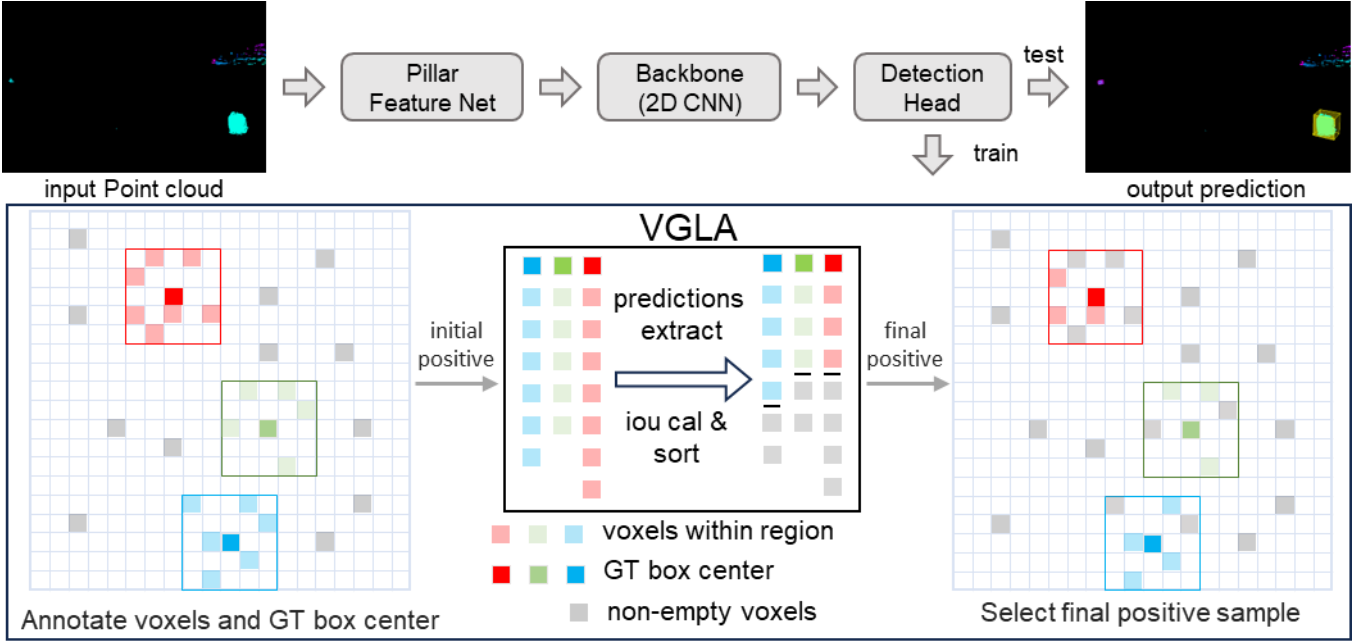 Pillar
Feature Net
Backbone
(2D CNN)
Detection
Head
test
train
input Point cloud
output prediction
VGLA
initial
positive
predictions
extract
iou cal &
sort
final
positive
voxels within region
GT box center
non-empty voxels
Annotate voxels and GT box center
Select final positive sample